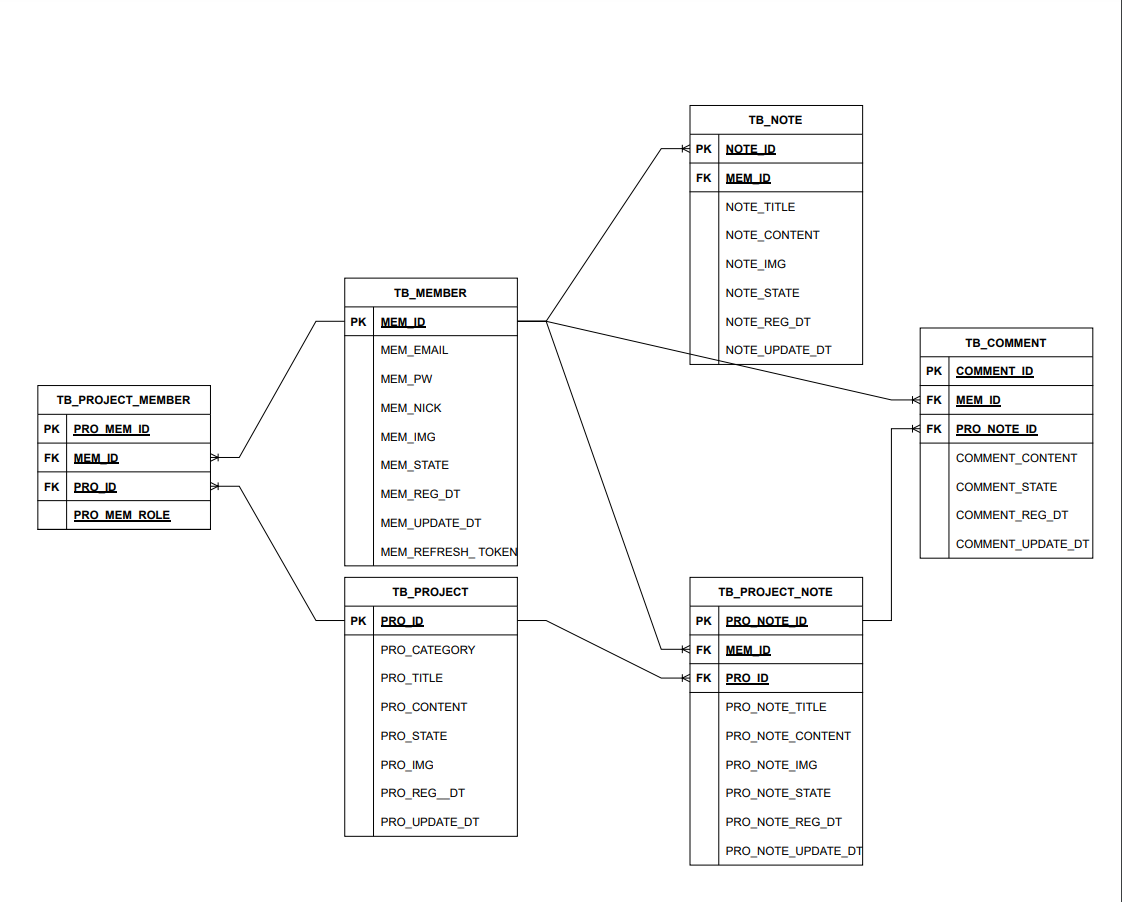 TB_NOTE
PK NOTE_ID
FK MEM_ID
NOTE_TITLE
NOTE_CONTENT
NOTE_IMG
NOTE_STATE
NOTE_REG_DT
NOTE_UPDATE_DT
TB_MEMBER
PK MEM_ID
MEM_EMAIL
MEM_PW
MEM_NICK
MEM_IMG
MEM_STATE
MEM_REG_DT
MEM_UPDATE_DT
MEM_REFRESH_ TOKEN
TB_COMMENT
PK COMMENT_ID
FK MEM_ID
FK PRO_NOTE_ID
COMMENT_CONTENT
COMMENT_STATE
COMMENT_REG_DT
COMMENT_UPDATE_DT
TB_PROJECT_MEMBER
PK PRO_MEM_ID
FK MEM_ID
FK PRO_ID
PRO_MEM_ROLE
TB_PROJECT
PK PRO_ID
PRO_CATEGORY
PRO_TITLE
PRO_CONTENT
PRO_STATE
PRO_IMG
PRO_REG__DT
PRO_UPDATE_DT
TB_PROJECT_NOTE
PK PRO_NOTE_ID
FK MEM_ID
FK PRO_ID
PRO_NOTE_TITLE
PRO_NOTE_CONTENT
PRO_NOTE_IMG
PRO_NOTE_STATE
PRO_NOTE_REG_DT
PRO_NOTE_UPDATE_DT